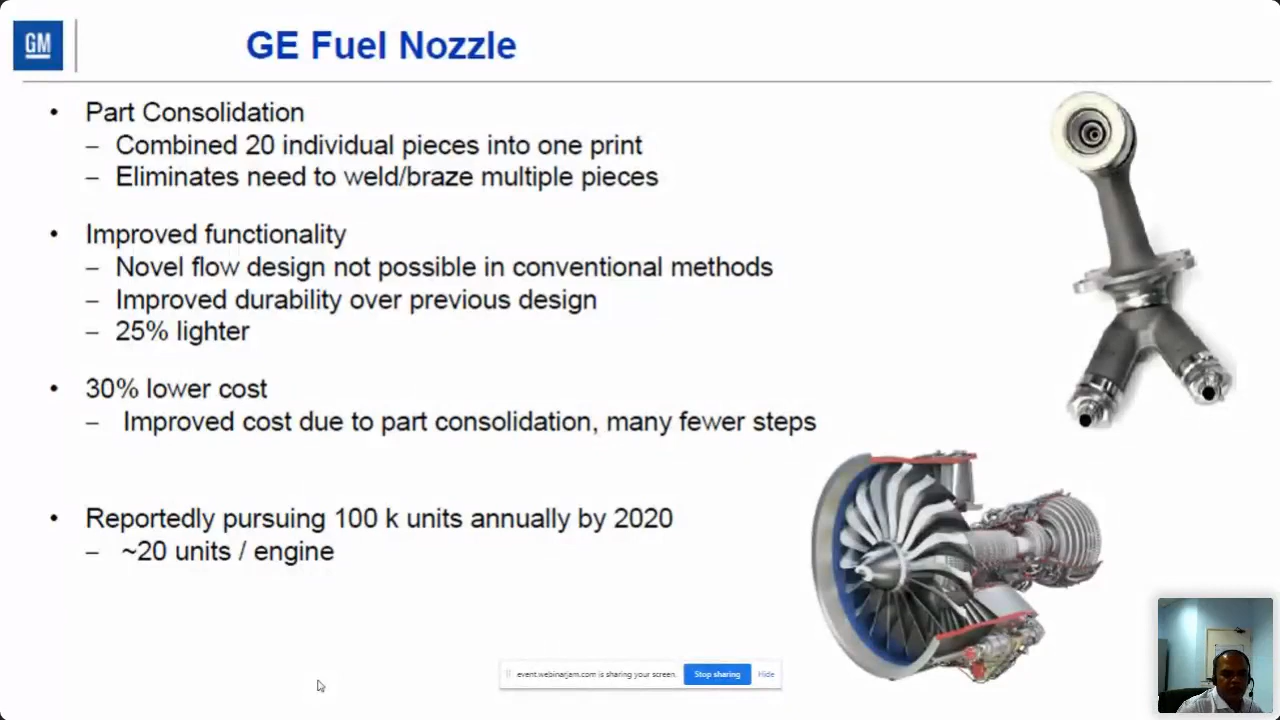 GM
GE Fuel Nozzle
• Part Consolidation
– Combined 20 individual pieces into one print
– Eliminates need to weld/braze multiple pieces
• Improved functionality
– Novel flow design not possible in conventional methods
– Improved durability over previous design
– 25% lighter
• 30% lower cost
– Improved cost due to part consolidation, many fewer steps
• Reportedly pursuing 100 k units annually by 2020
– ~20 units / engine
event.webinarjam.com is sharing your screen. Stop sharing Hide